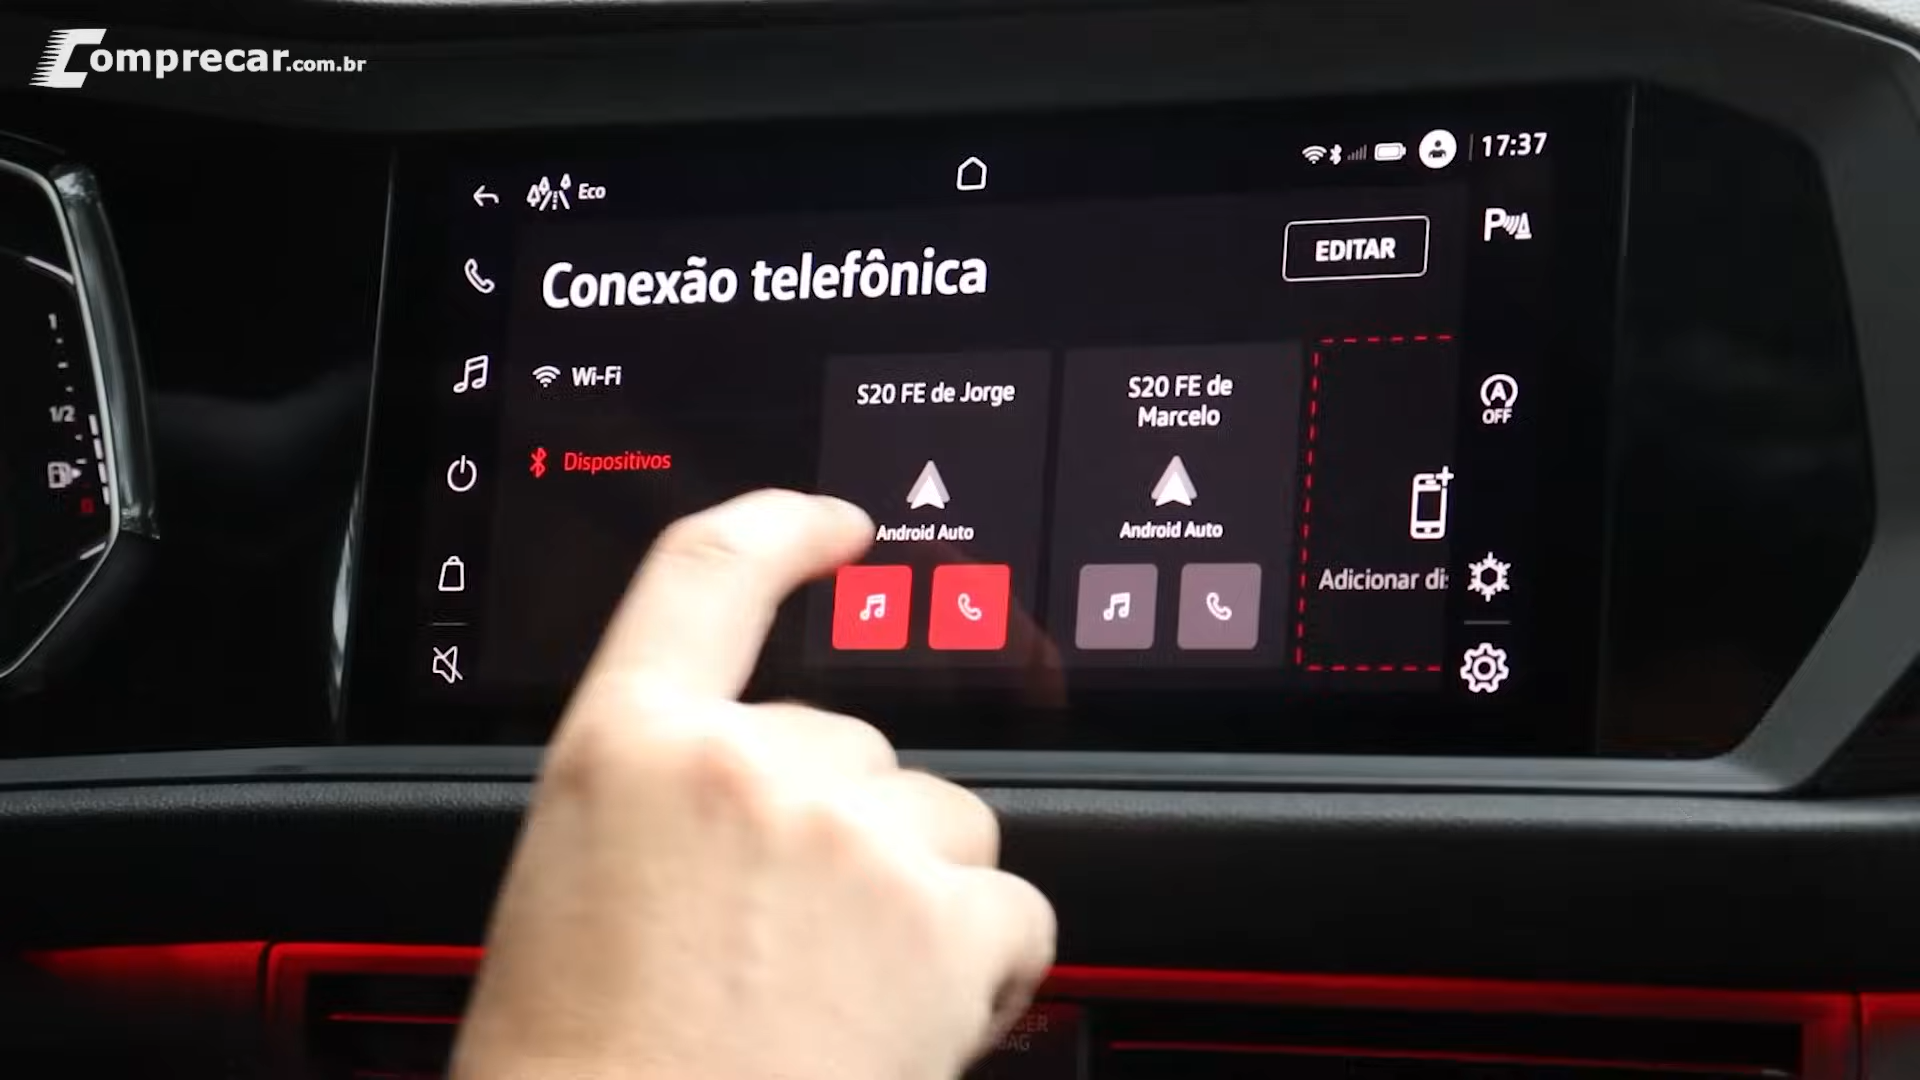 Comprecar.com.br
Eco
17:37
Conexão telefônica
EDITAR
Wi-Fi
Dispositivos
S20 FE de Jorge
Android Auto
S20 FE de
Marcelo
Android Auto
Adicionar
A
OFF
1
1/2